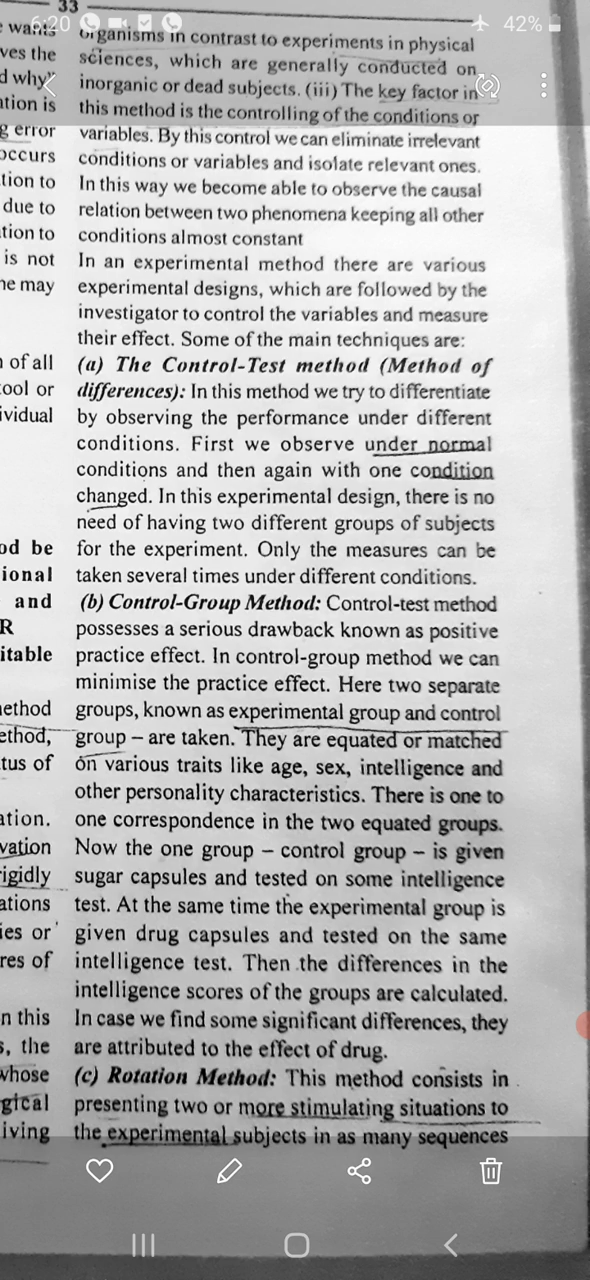 33
6:20
42%
organisms in contrast to experiments in physical
sciences, which are generally conducted on
inorganic or dead subjects. (iii) The key factor in
this method is the controlling of the conditions or
variables. By this control we can eliminate irrelevant
conditions or variables and isolate relevant ones.
In this way we become able to observe the causal
relation between two phenomena keeping all other
conditions almost constant
In an experimental method there are various
experimental designs, which are followed by the
investigator to control the variables and measure
their effect. Some of the main techniques are:
(a) The Control-Test method (Method of
differences): In this method we try to differentiate
by observing the performance under different
conditions. First we observe under normal
conditions and then again with one condition
changed. In this experimental design, there is no
need of having two different groups of subjects
for the experiment. Only the measures can be
taken several times under different conditions.
(b) Control-Group Method: Control-test method
possesses a serious drawback known as positive
practice effect. In control-group method we can
minimise the practice effect. Here two separate
groups, known as experimental group and control
group – are taken. They are equated or matched
on various traits like age, sex, intelligence and
other personality characteristics. There is one to
one correspondence in the two equated groups.
Now the one group – control group – is given
sugar capsules and tested on some intelligence
test. At the same time the experimental group is
given drug capsules and tested on the same
intelligence test. Then the differences in the
intelligence scores of the groups are calculated.
In case we find some significant differences, they
are attributed to the effect of drug.
(c) Rotation Method: This method consists in
presenting two or more stimulating situations to
the experimental subjects in as many sequences